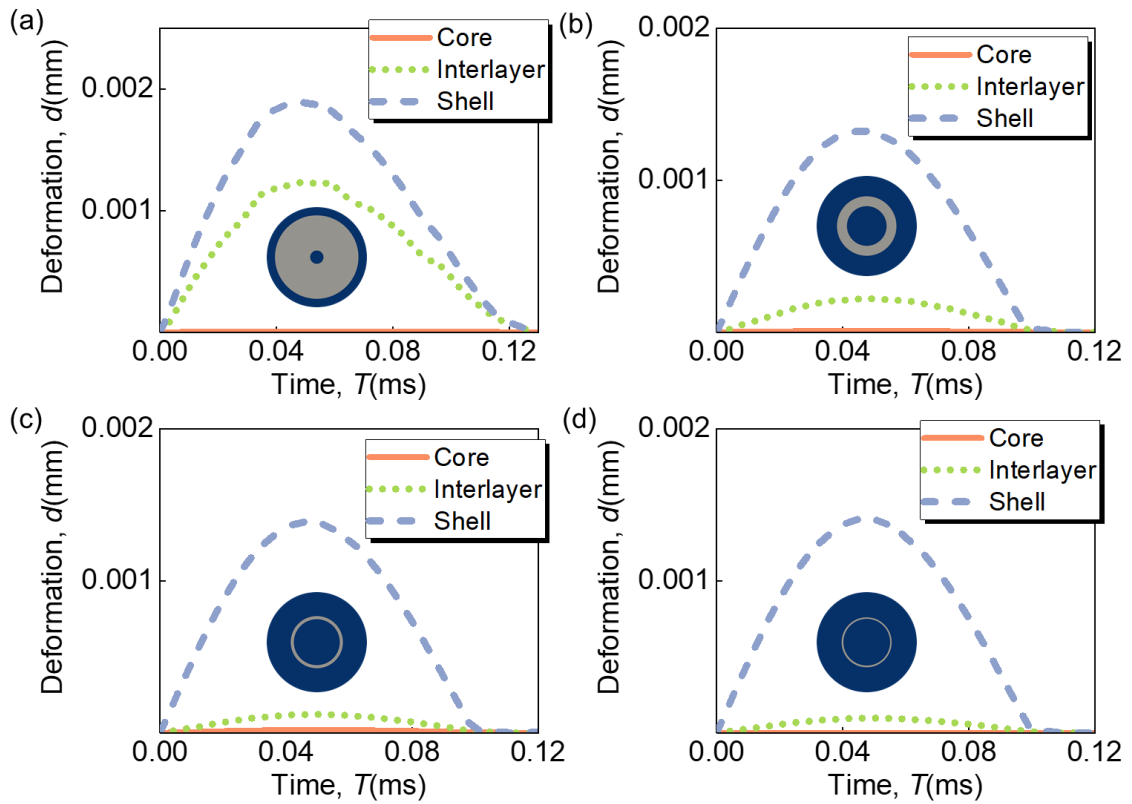 (a)
Deformation, d(mm)
0.002
0.001
Core
Interlayer
Shell
0.00 0.04 0.08 0.12
Time, T(ms)
(b)
Deformation, d(mm)
0.002
0.001
Core
Interlayer
Shell
0.00 0.04 0.08 0.12
Time, T(ms)
(c)
Deformation, d(mm)
0.002
0.001
Core
Interlayer
Shell
0.00 0.04 0.08 0.12
Time, T(ms)
(d)
Deformation, d(mm)
0.002
0.001
Core
Interlayer
Shell
0.00 0.04 0.08 0.12
Time, T(ms)